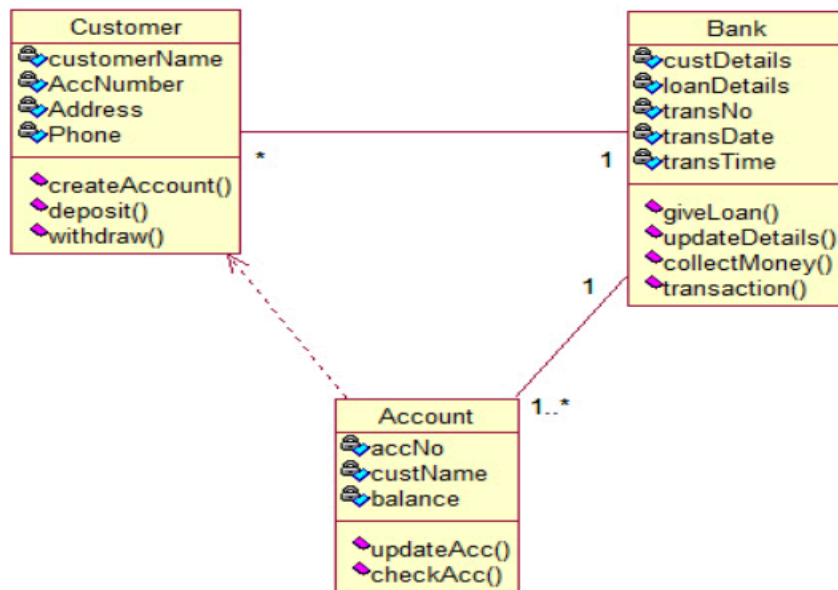 Customer
customerName
AccNumber
Address
Phone
createAccount()
deposit()
withdraw()
*
1
Bank
custDetails
loanDetails
transNo
transDate
transTime
giveLoan()
updateDetails()
collectMoney()
transaction()
1
1..*
Account
accNo
custName
balance
updateAcc()
checkAcc()